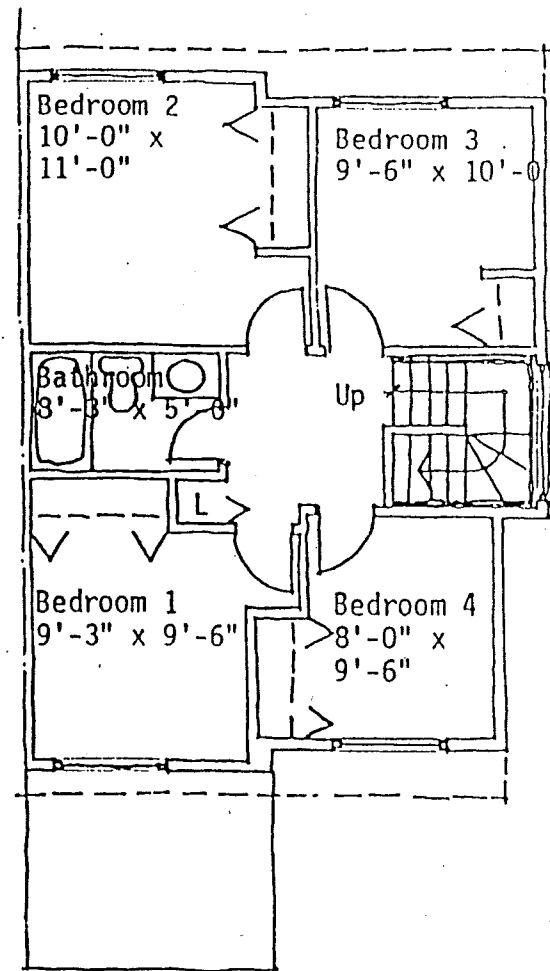 Bedroom 2
10'-0" x
11'-0"
Bedroom 3
9'-6" x 10'-0
Bathroom
8'-3" x 5'-0"
Up
L
Bedroom 1
9'-3" x 9'-6"
Bedroom 4
8'-0" x
9'-6"